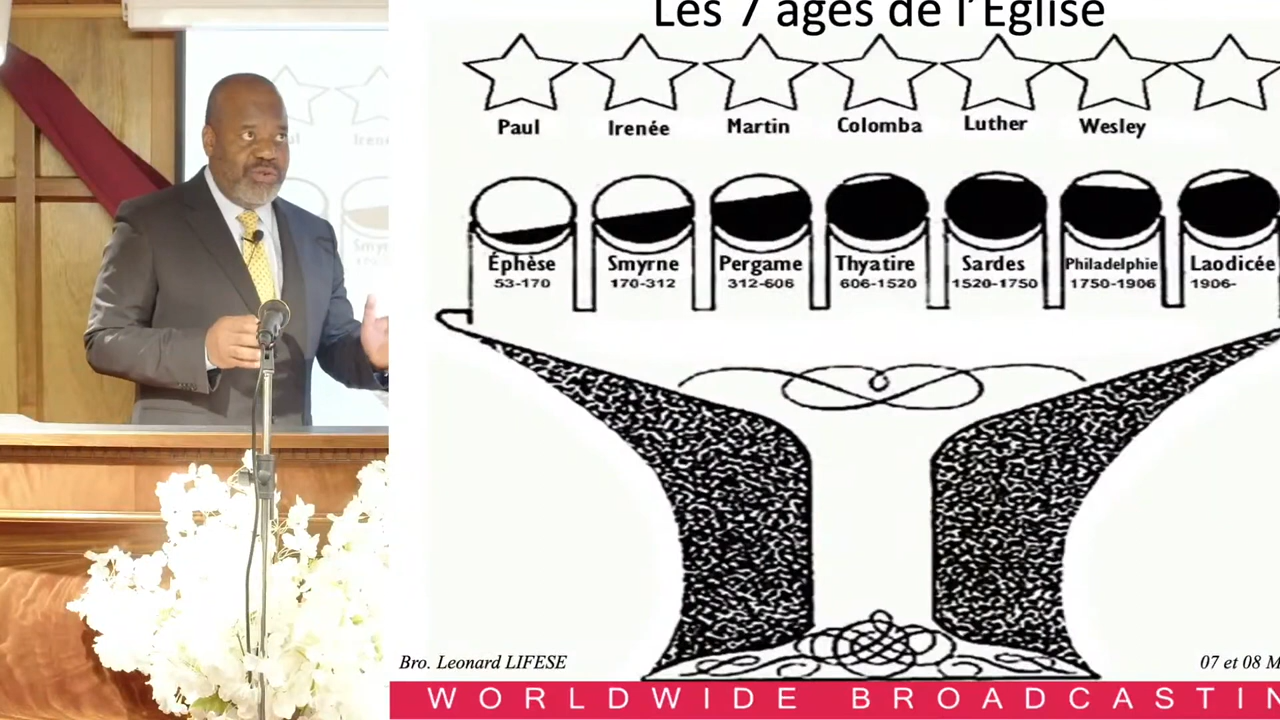 Les 7 ages de l'Église
Paul Irenée Martin Colomba Luther Wesley
Éphèse Smyrne Pergame Thyatire Sardes Philadelphie Laodicée
53-170 170-312 312-606 606-1520 1520-1750 1750-1906 1906-
Bro. Leonard LIFESE 07 et 08 M
WORLDWIDE BROADCASTIN